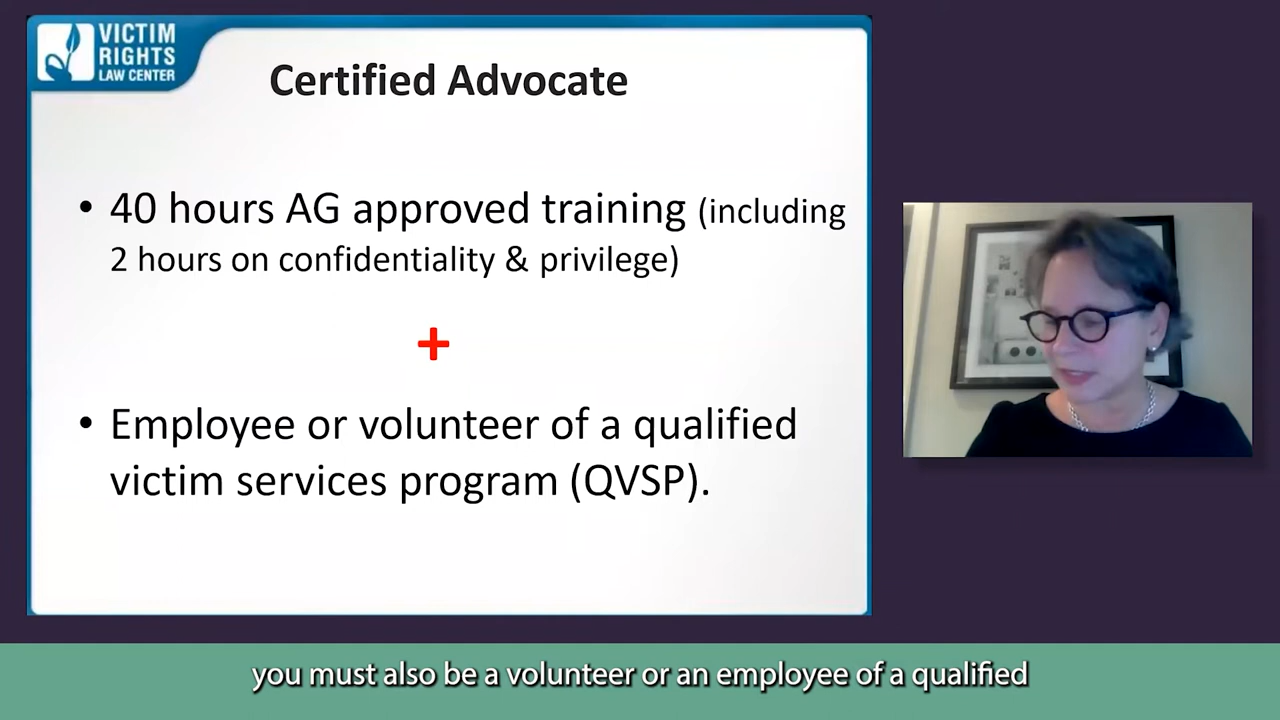 VICTIM
RIGHTS
LAW CENTER
Certified Advocate
• 40 hours AG approved training (including
2 hours on confidentiality & privilege)
+
• Employee or volunteer of a qualified
victim services program (QVSP).
you must also be a volunteer or an employee of a qualified